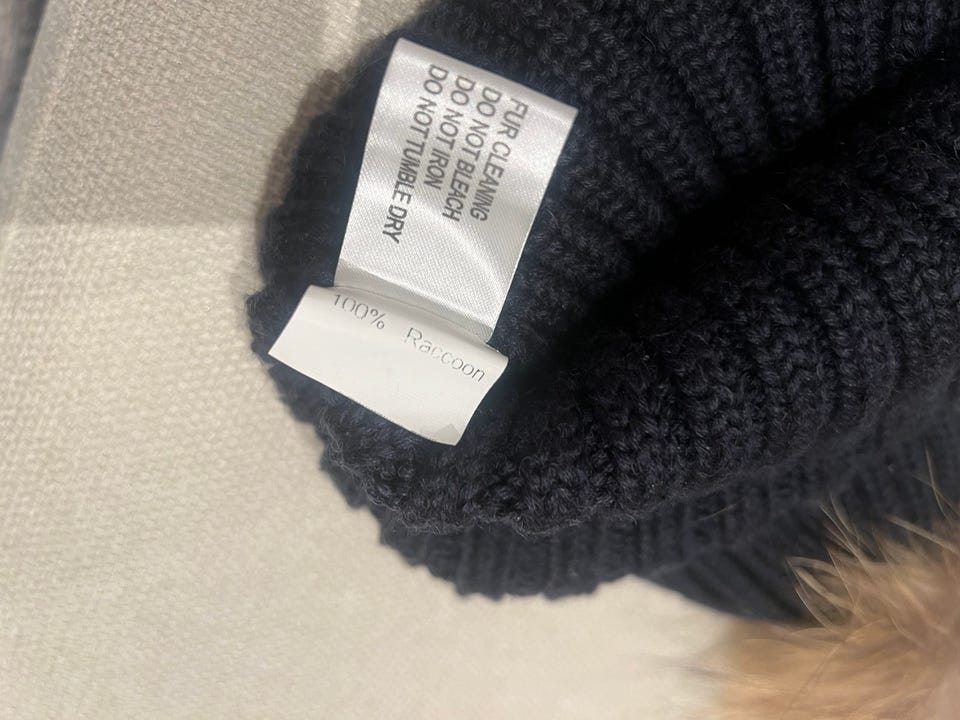 FUR CLEANING
DO NOT BLEACH
DO NOT IRON
DO NOT TUMBLE DRY
100% Raccoon